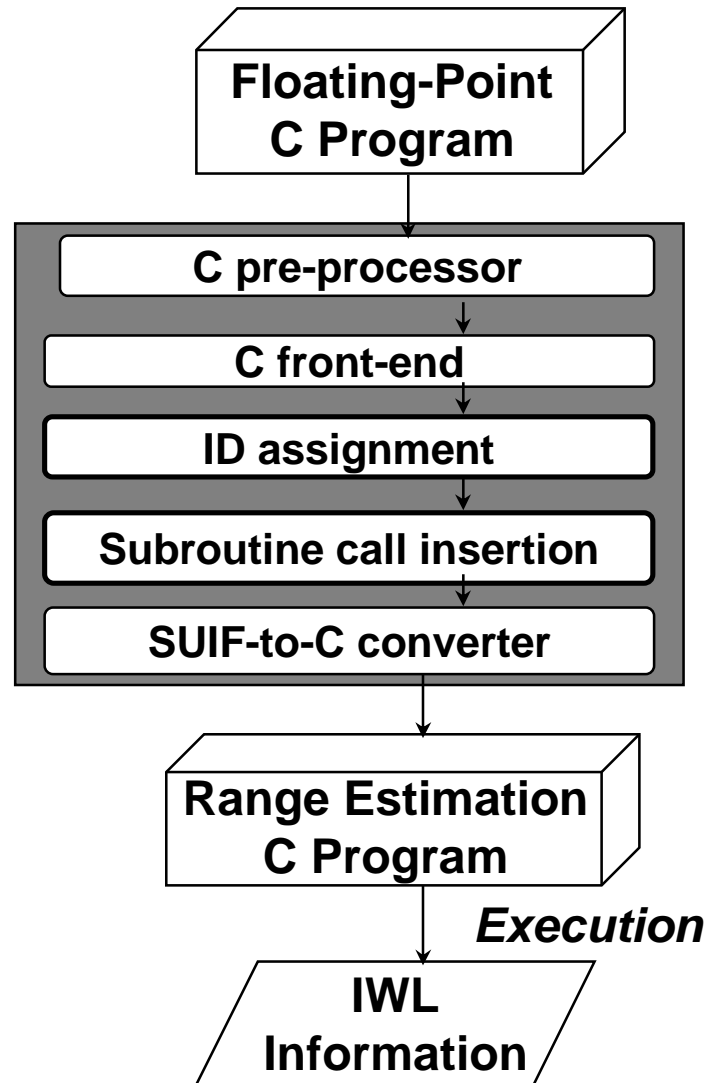 Floating-Point
C Program
C pre-processor
C front-end
ID assignment
Subroutine call insertion
SUIF-to-C converter
Range Estimation
C Program
Execution
IWL
Information